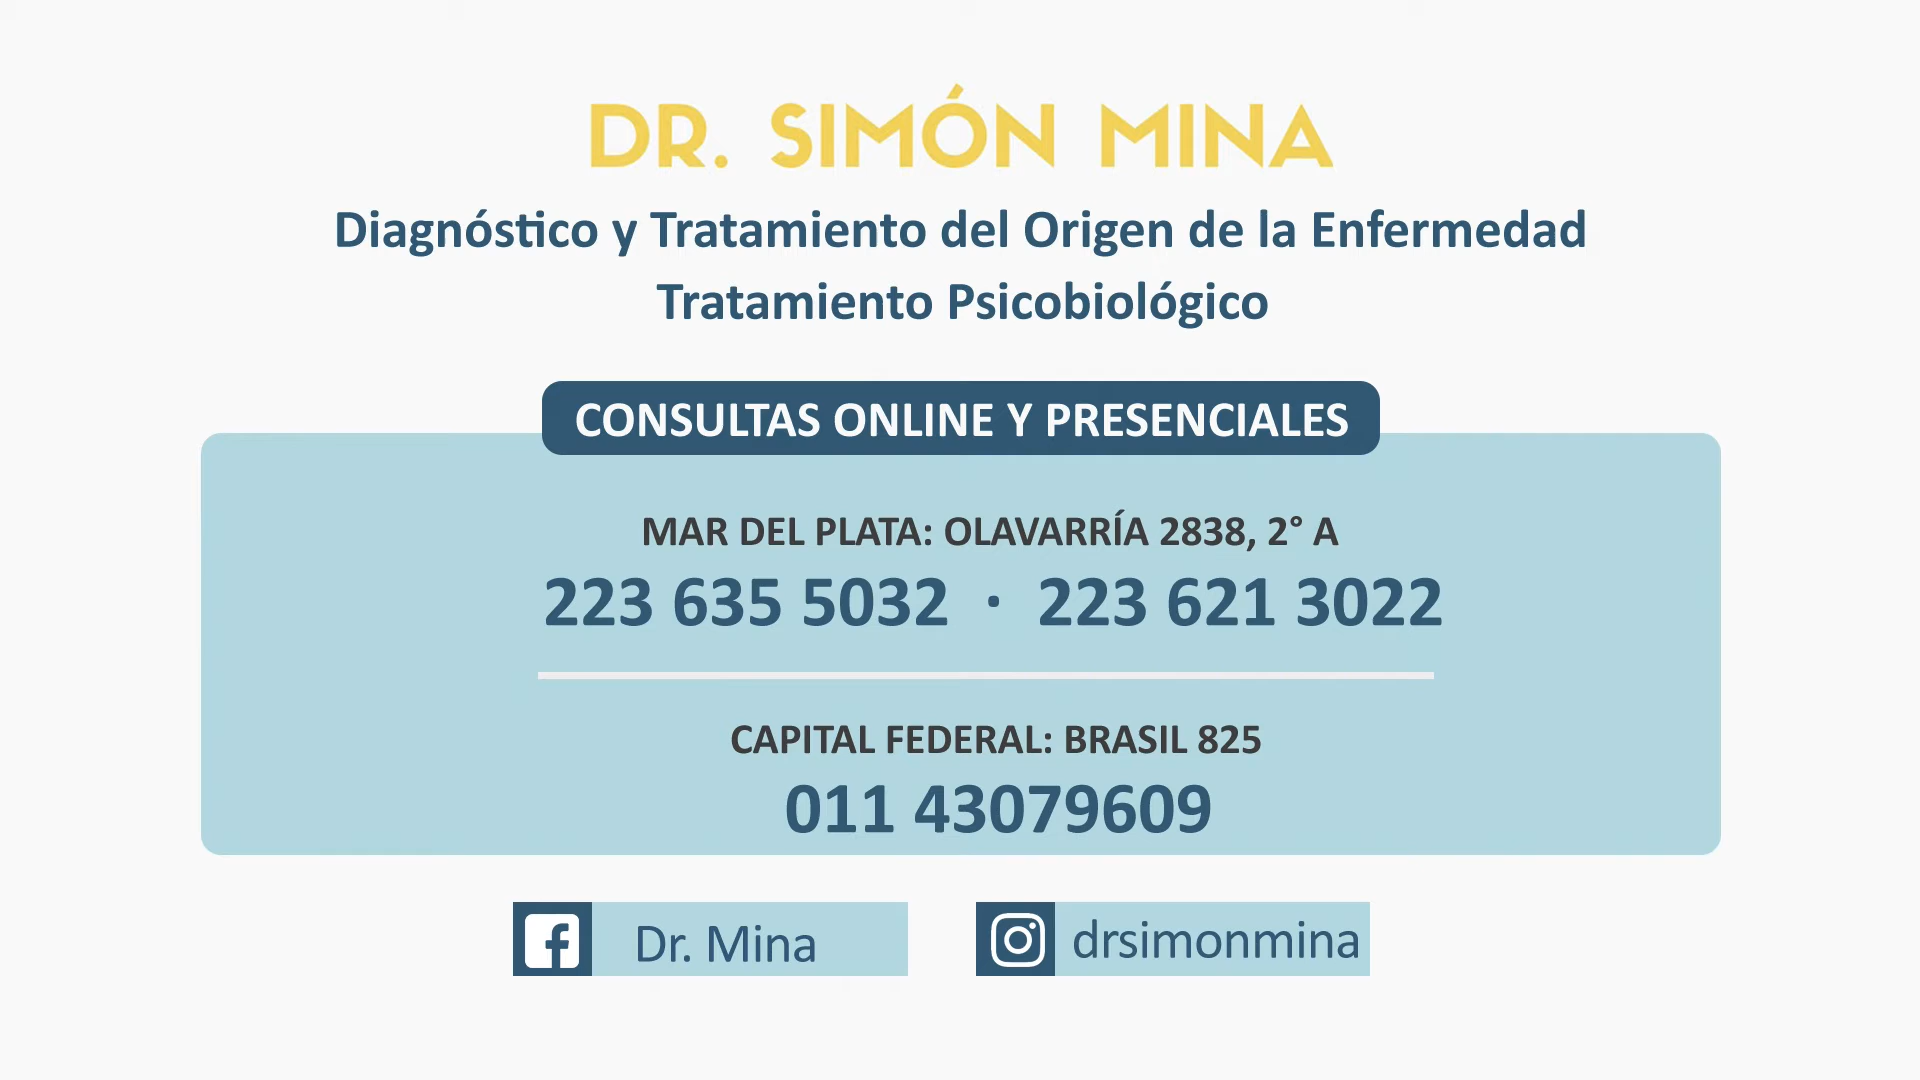 DR. SIMÓN MINA
Diagnóstico y Tratamiento del Origen de la Enfermedad
Tratamiento Psicobiológico
CONSULTAS ONLINE Y PRESENCIALES
MAR DEL PLATA: OLAVARRÍA 2838, 2° A
223 635 5032 · 223 621 3022
CAPITAL FEDERAL: BRASIL 825
011 43079609
Dr. Mina
drsimonmina